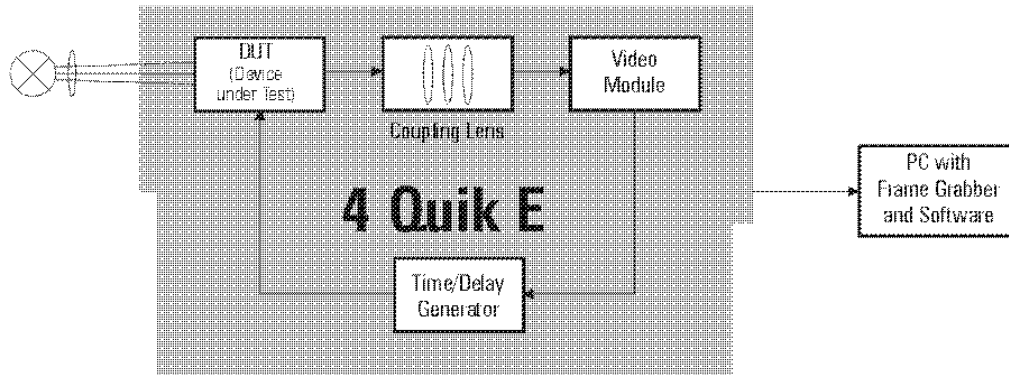 DUT
(Device
under Test)
Coupling Lens
Video
Module
PC with
Frame Grabber
and Software
4 Quik E
Time/Delay
Generator